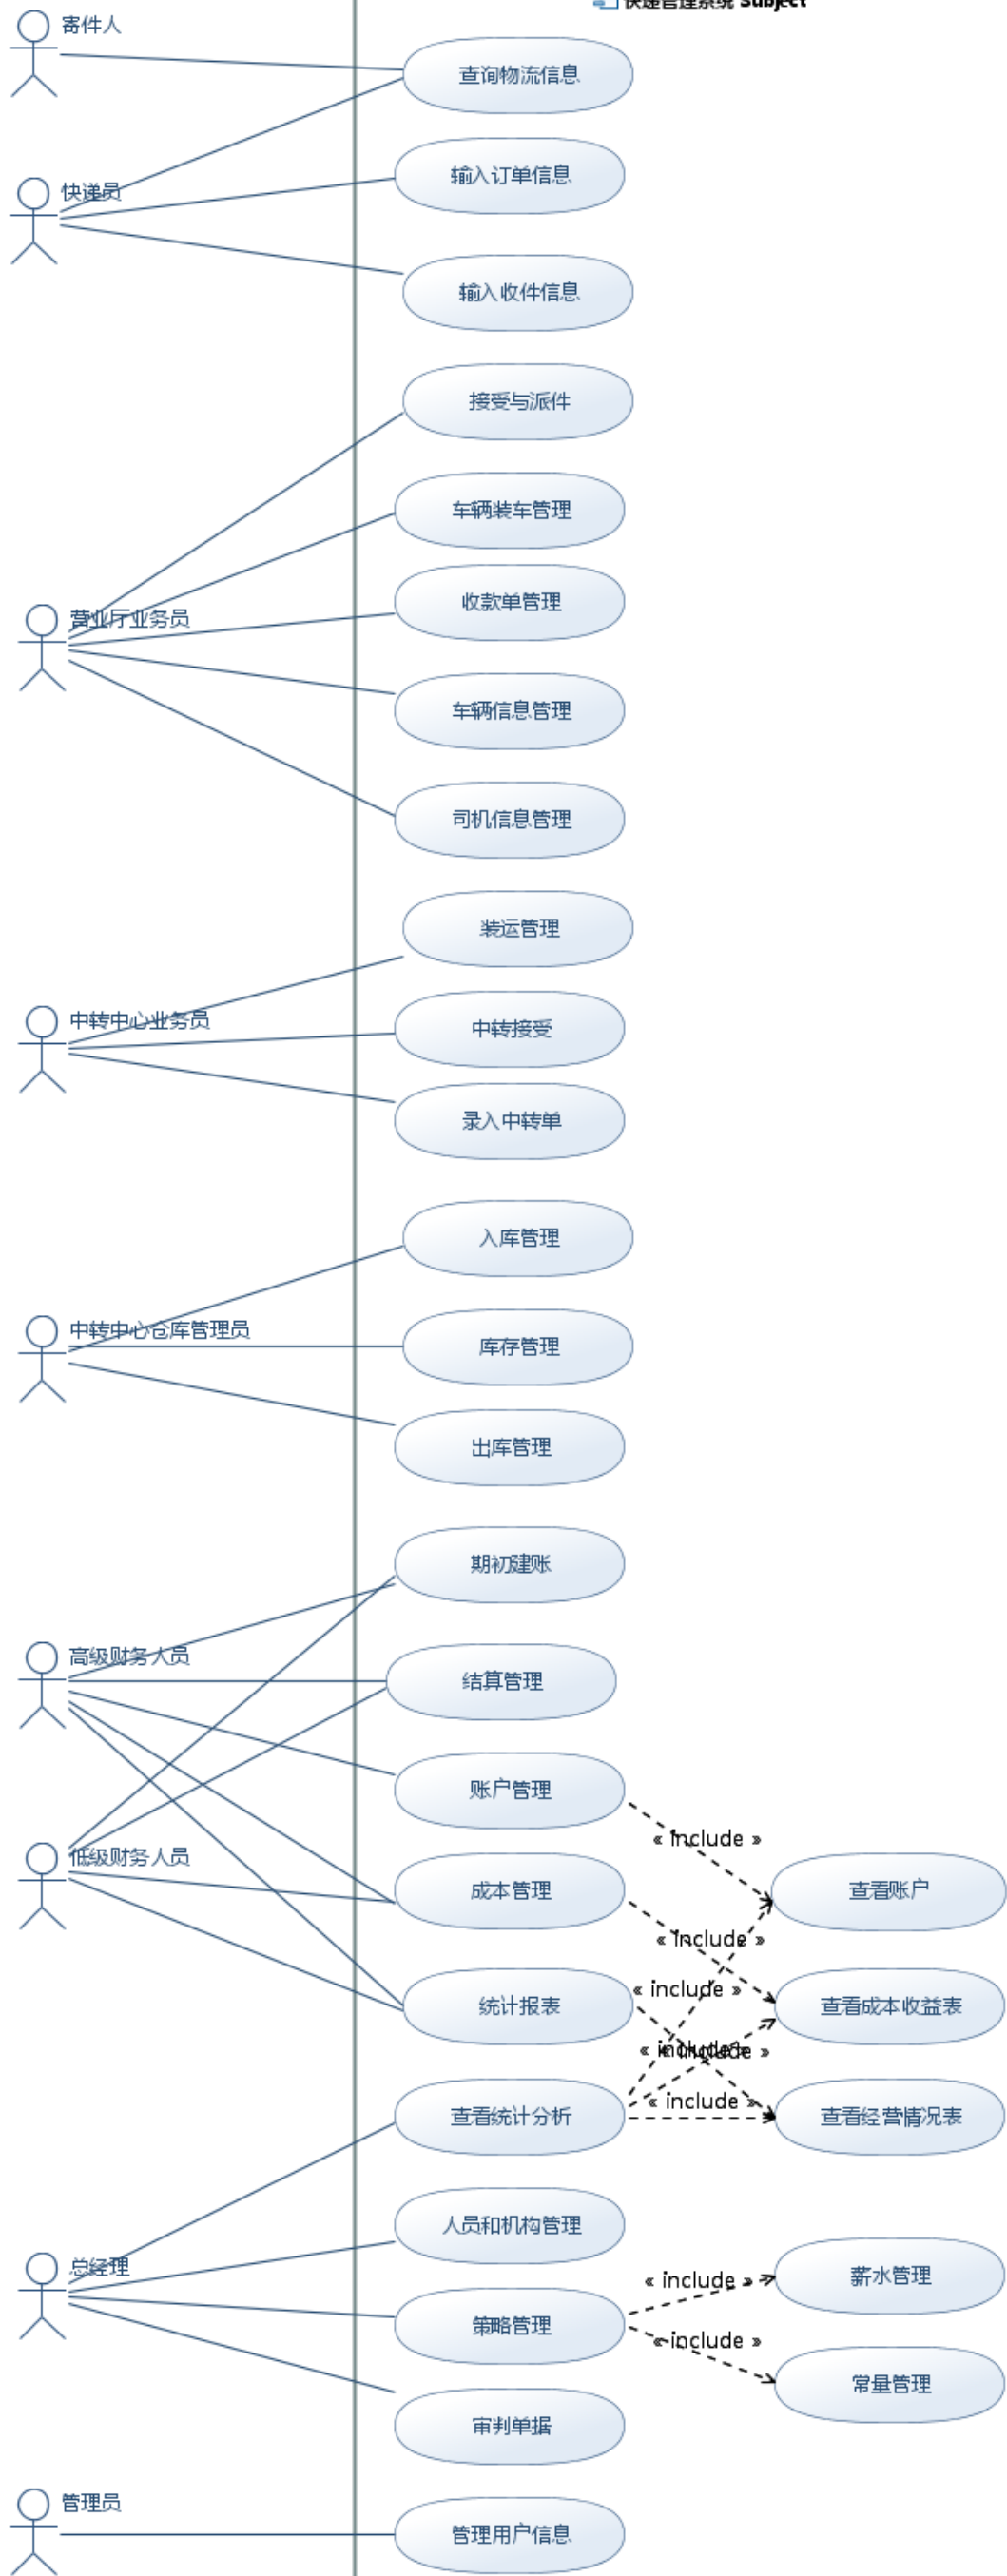 快递管理系统 Subject
寄件人
查询物流信息
输入订单信息
快递员
输入收件信息
接受与派件
车辆装车管理
收款单管理
营业厅业务员
车辆信息管理
司机信息管理
装运管理
中转中心业务员
中转接受
录入中转单
入库管理
中转中心仓库管理员
库存管理
出库管理
期初建账
高级财务人员
结算管理
账户管理
« include »
低级财务人员
成本管理
查看账户
« include »
« include »
统计报表
查看成本收益表
« include »
« include »
« include »
查看统计分析
查看经营情况表
人员和机构管理
总经理
« include »
薪水管理
策略管理
« include »
常量管理
审判单据
管理员
管理用户信息